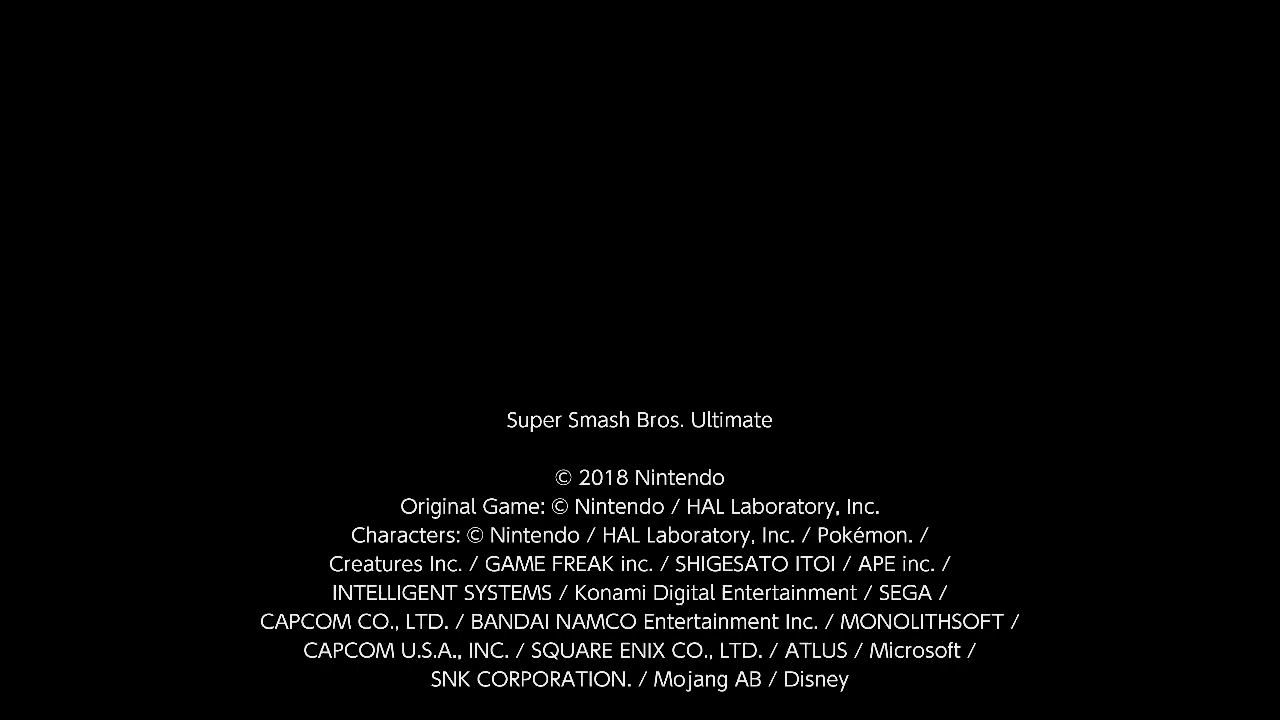 Super Smash Bros. Ultimate
© 2018 Nintendo
Original Game: © Nintendo / HAL Laboratory, Inc.
Characters: © Nintendo / HAL Laboratory, Inc. / Pokémon. /
Creatures Inc. / GAME FREAK inc. / SHIGESATO ITOI / APE inc. /
INTELLIGENT SYSTEMS / Konami Digital Entertainment / SEGA /
CAPCOM CO., LTD. / BANDAI NAMCO Entertainment Inc. / MONOLITHSOFT /
CAPCOM U.S.A., INC. / SQUARE ENIX CO., LTD. / ATLUS / Microsoft /
SNK CORPORATION. / Mojang AB / Disney